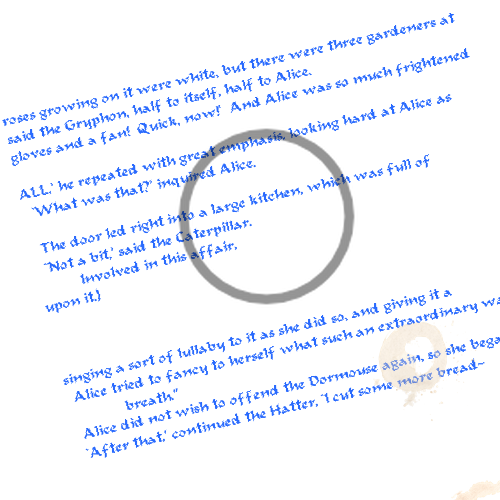 roses growing on it were white, but there were three gardeners at
said the Gryphon, half to itself, half to Alice.
gloves and a fan!  Quick, now!'  And Alice was so much frightened
ALL,' he repeated with great emphasis, looking hard at Alice as
`What was that?' inquired Alice.
The door led right into a large kitchen, which was full of
`Not a bit,' said the Caterpillar.
Involved in this affair,
upon it.)
singing a sort of lullaby to it as she did so, and giving it a
Alice tried to fancy to herself what such an extraordinary
breath."
Alice did not wish to offend the Dormouse again, so she
`After that,' continued the Hatter, `I cut some more bread-